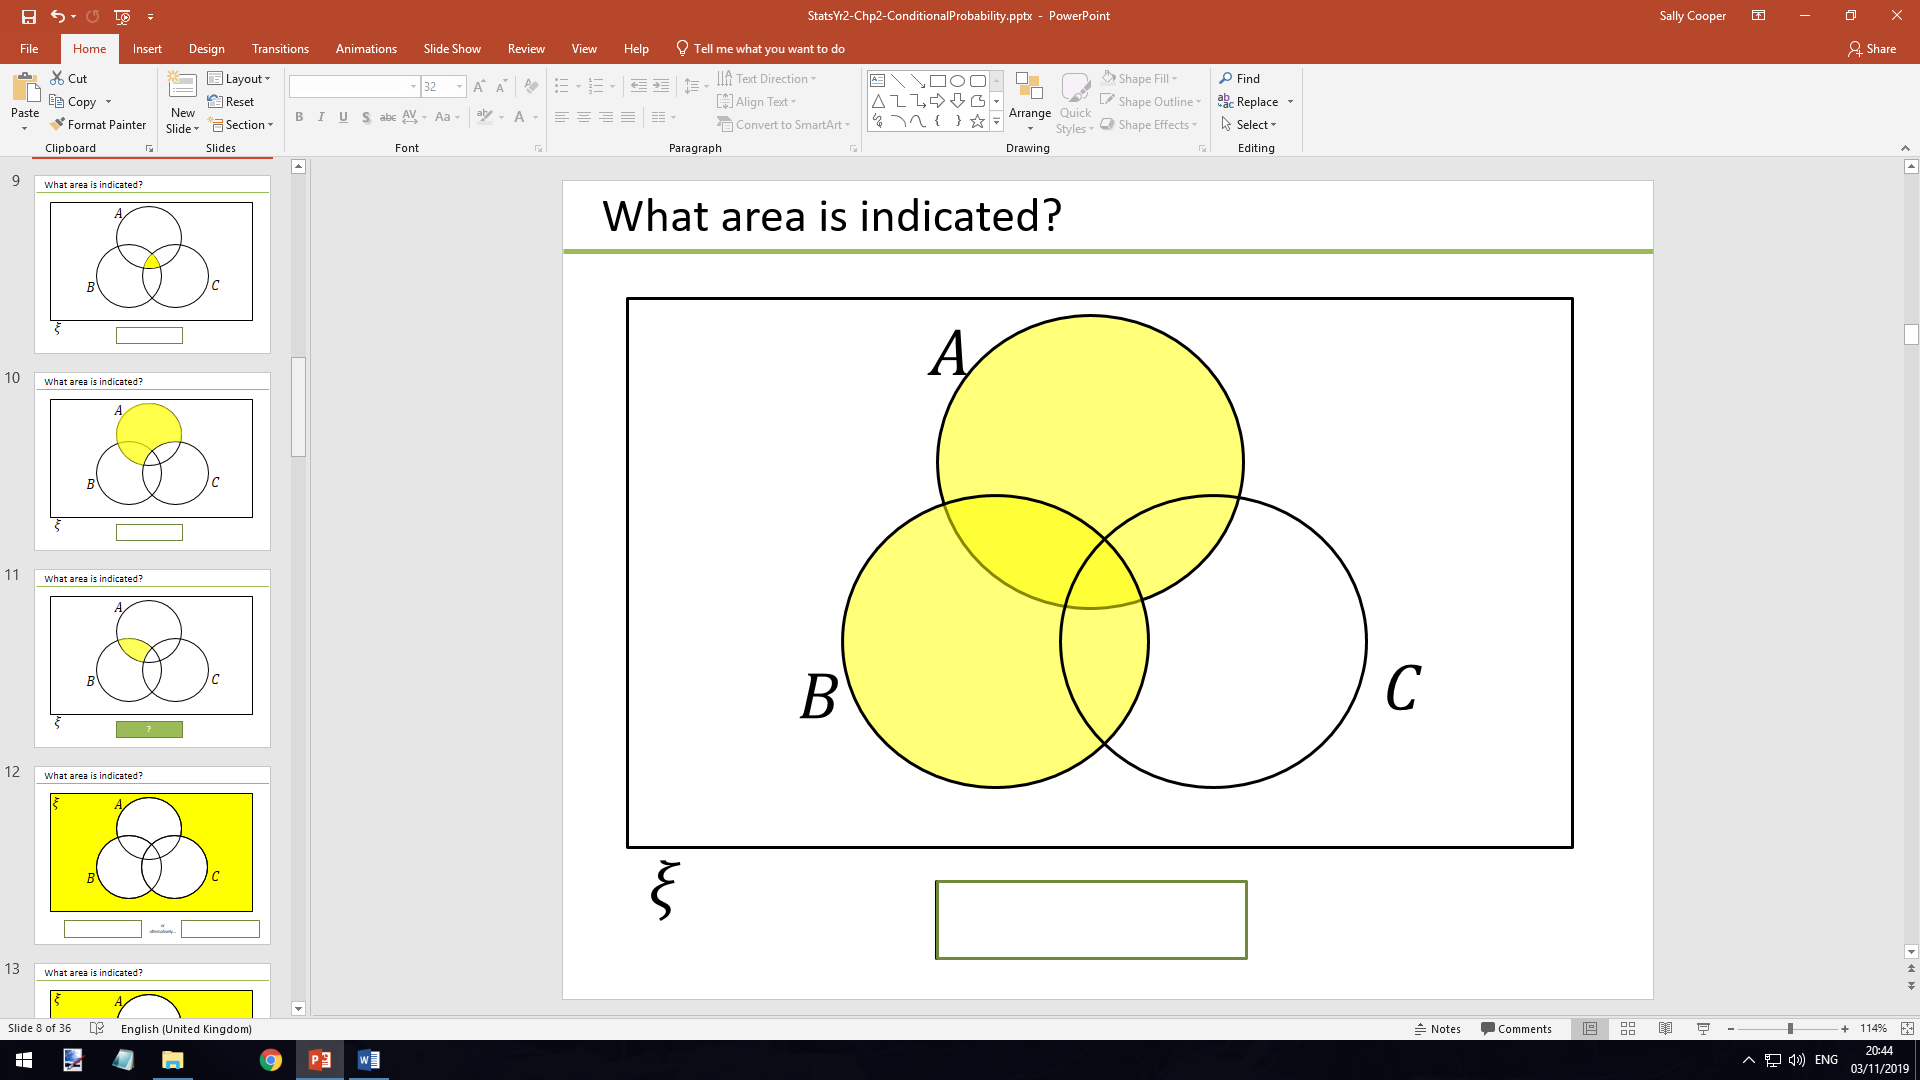 StatsYr2-Chp2-ConditionalProbability.pptx - PowerPoint
Sally Cooper
File Home Insert Design Transitions Animations Slide Show Review View Help Tell me what you want to do
Share
Paste
Cut
Copy
Format Painter
Clipboard
New
Slide
Layout
Reset
Section
Slides
32
B I U S abc AV Aa A
Font
Text Direction
Align Text
Convert to SmartArt
Paragraph
Arrange
Quick
Styles
Shape Fill
Shape Outline
Shape Effects
Drawing
Find
Replace
Select
Editing
9
What area is indicated?
A
B
C
ξ
10
What area is indicated?
A
B
C
ξ
11
What area is indicated?
A
B
C
ξ
?
12
What area is indicated?
ξ
A
B
C
or
alternatively...
13
What area is indicated?
ξ
A
What area is indicated?
A
B
C
ξ
Slide 8 of 36
English (United Kingdom)
Notes
Comments
114%
ENG
20:44
03/11/2019